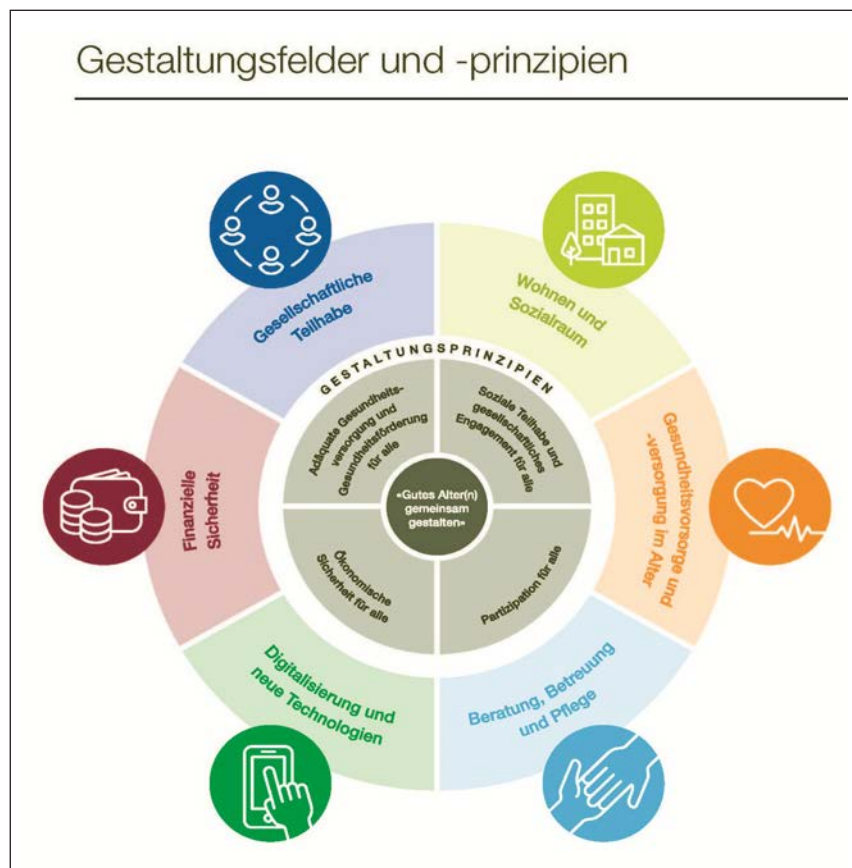 Gestaltungsfelder und -prinzipien
Gesellschaftliche
Teilhabe
Wohnen und
Sozialraum
GESTALTUNGSPRINZIPIEN
Adäquate Gesundheits-
versorgung und
Gesundheitsförderung
für alle
Soziale Teilhabe und
gesellschaftliches
Engagement für alle
Finanzielle
Sicherheit
«Gutes Alter(n)
gemeinsam
gestalten»
Gesundheitsvorsorge und
-versorgung im Alter
Ökonomische
Sicherheit für alle
Partizipation für alle
Digitalisierung und
neue Technologien
Beratung, Betreuung
und Pflege